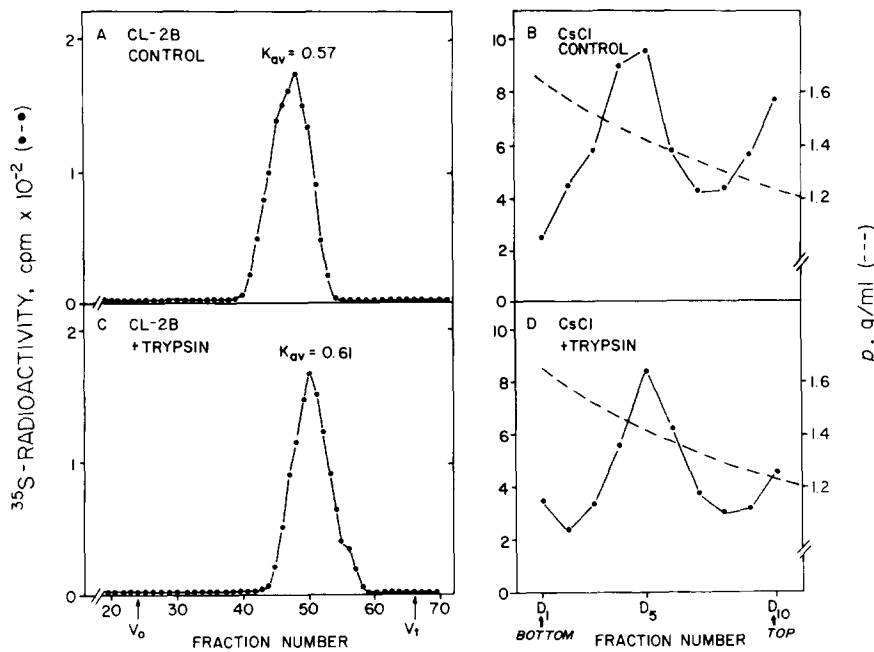 A CL-2B
CONTROL
Kav = 0.57
B CsCl
CONTROL
C CL-2B
+TRYPSIN
Kav = 0.61
D CsCl
+TRYPSIN
35S-RADIOACTIVITY, cpm x 10-2 (●-●)
2
1
0
2
1
0
10
8
6
4
2
0
10
8
6
4
2
0
1.6
1.4
1.2
1.6
1.4
1.2
ρ, g/ml (---)
20 30 40 50 60 70
Vo
Vt
FRACTION NUMBER
D1 D5 D10
BOTTOM FRACTION NUMBER TOP